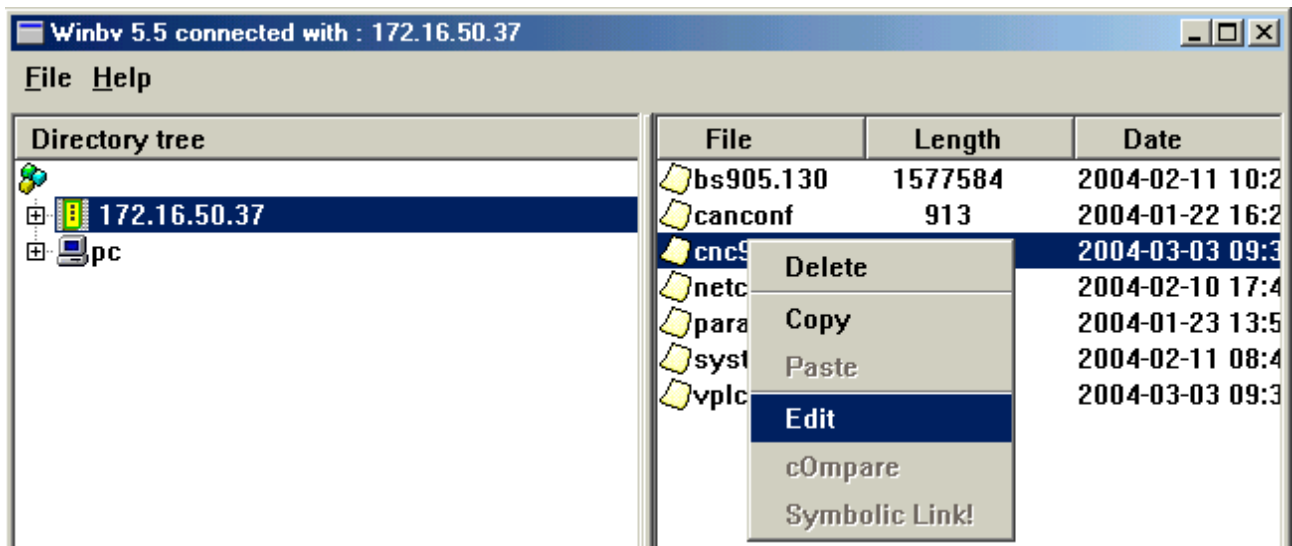 Winbv 5.5 connected with : 172.16.50.37
File Help
Directory tree
172.16.50.37
pc
File Length Date
bs905.130 1577584 2004-02-11 10:2
canconf 913 2004-01-22 16:2
cnc9 2004-03-03 09:3
netc 2004-02-10 17:4
para 2004-01-23 13:5
syst 2004-02-11 08:4
vplc 2004-03-03 09:3
Delete
Copy
Paste
Edit
cOmpare
Symbolic Link!